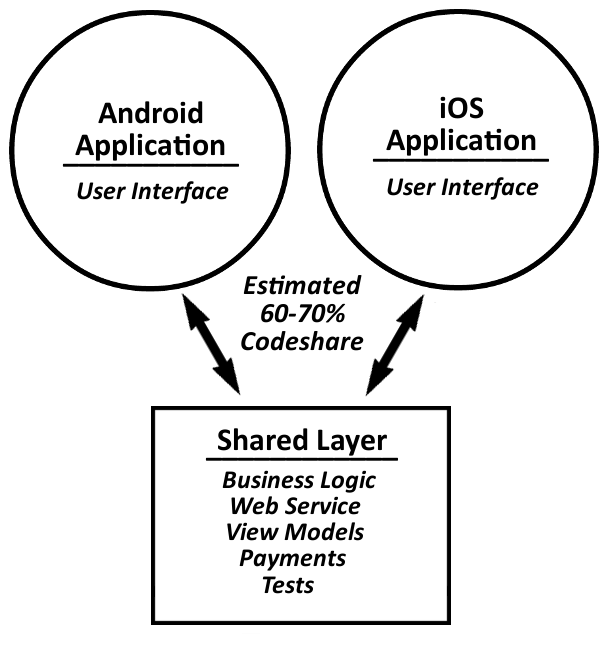 Android
Application
User Interface
iOS
Application
User Interface
Estimated
60-70%
Codeshare
Shared Layer
Business Logic
Web Service
View Models
Payments
Tests